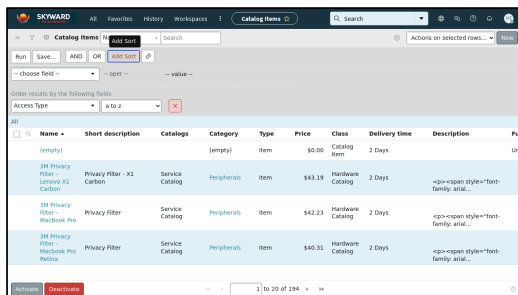 SKYWARD
All Favorites History Workspaces Catalog Items Search
Catalog Items Na Search Actions on selected rows... New
Add Sort
Run Save... AND OR Add Sort
-- choose field -- -- oper -- -- value --
Order results by the following fields
Access Type a to z
All
Name Short description Catalogs Category Type Price Class Delivery time Description Fu
(empty) (empty) Item $0.00 Catalog Item 2 Days Un
3M Privacy Filter - Lenovo X1 Carbon Privacy Filter - X1 Carbon Service Catalog Peripherals Item $43.19 Hardware Catalog 2 Days <p><span style="font-family: arial...
3M Privacy Filter - MacBook Pro Privacy Filter Service Catalog Peripherals Item $42.23 Hardware Catalog 2 Days <p><span style="font-family: arial...
3M Privacy Filter - Macbook Pro Retina Privacy Filter Service Catalog Peripherals Item $40.31 Hardware Catalog 2 Days <p><span style="font-family: arial...
Activate Deactivate 1 to 20 of 194